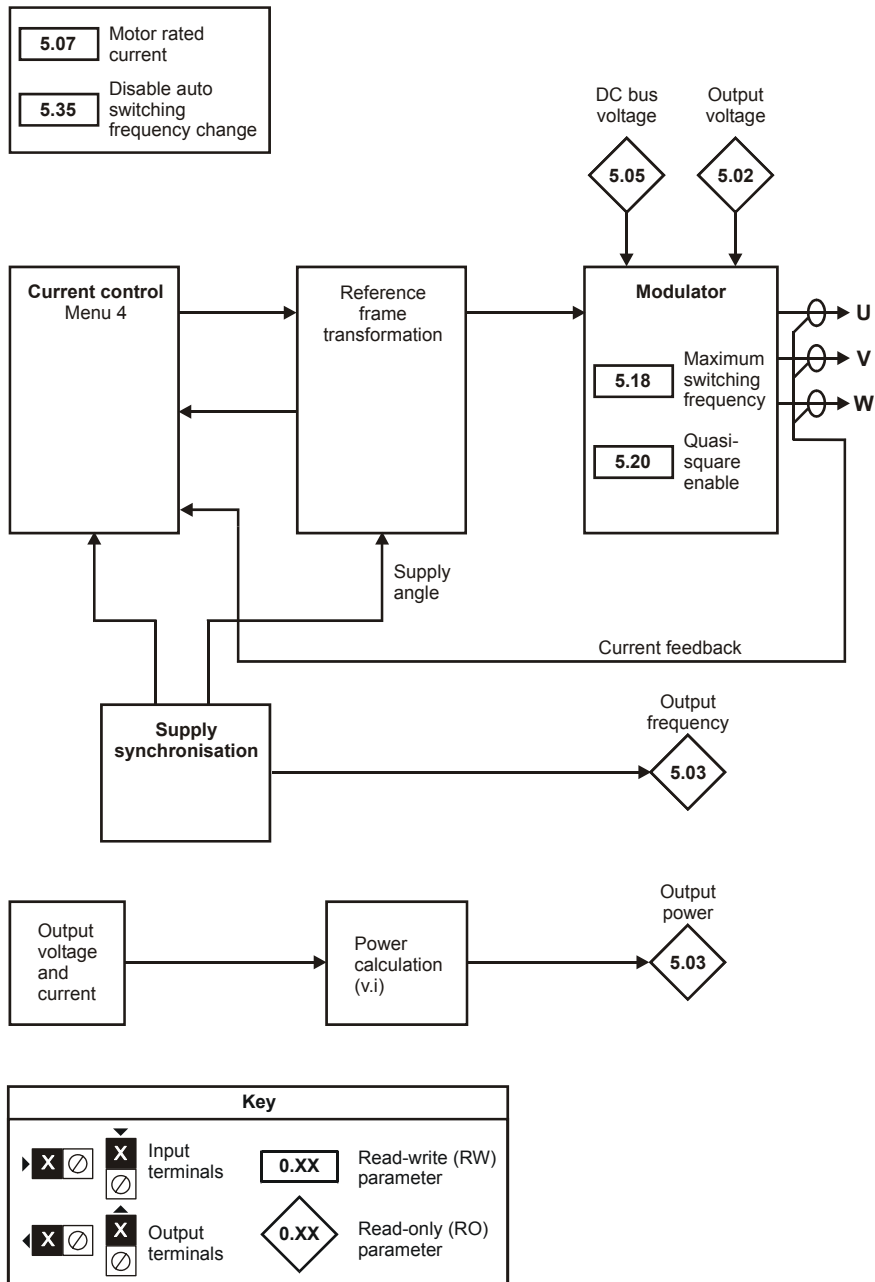 5.07
Motor rated
current
5.35
Disable auto
switching
frequency change
DC bus
voltage
Output
voltage
5.05
5.02
Current control
Menu 4
Reference
frame
transformation
Modulator
5.18
Maximum
switching
frequency
5.20
Quasi-
square
enable
U
V
W
Supply
angle
Current feedback
Supply
synchronisation
Output
frequency
5.03
Output
voltage
and
current
Power
calculation
(v.i)
Output
power
5.03
Key
X
X
Input
terminals
0.XX
Read-write (RW)
parameter
X
X
Output
terminals
0.XX
Read-only (RO)
parameter